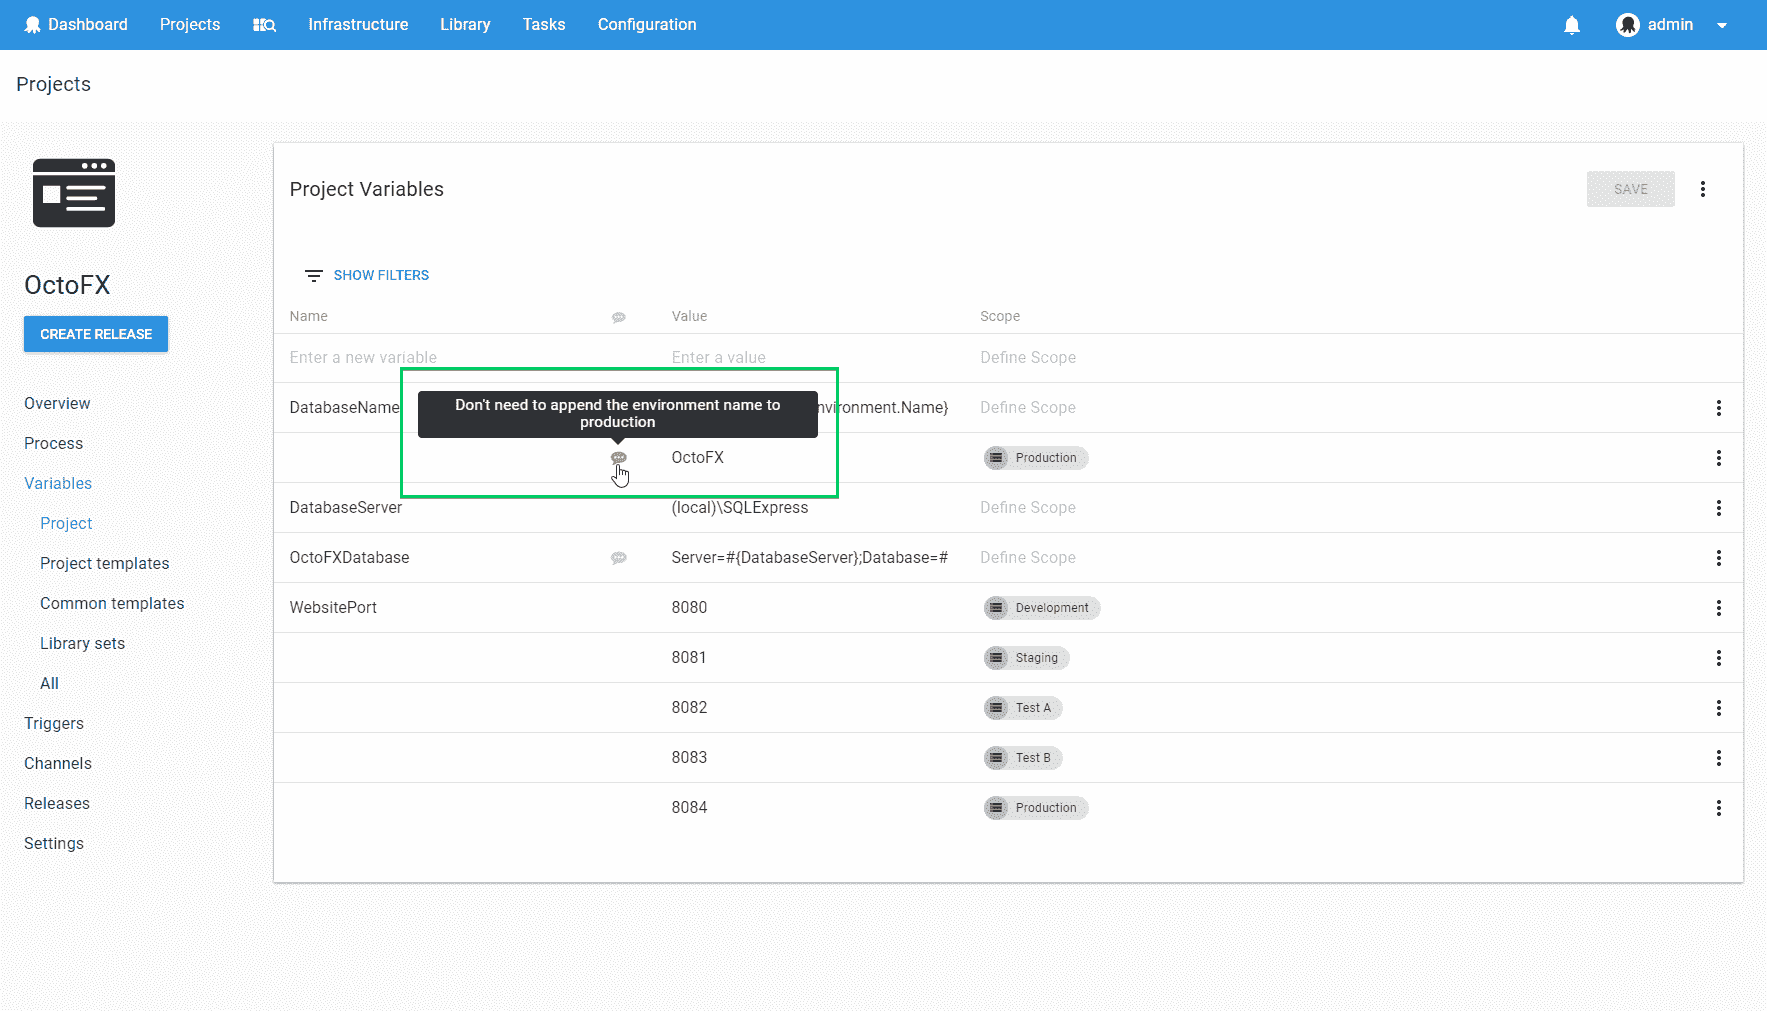 Dashboard Projects Infrastructure Library Tasks Configuration admin
Projects
OctoFX
CREATE RELEASE
Overview
Process
Variables
Project
Project templates
Common templates
Library sets
All
Triggers
Channels
Releases
Settings
Project Variables SAVE
SHOW FILTERS
Name Value Scope
Enter a new variable Enter a value Define Scope
DatabaseName nvironment.Name} Define Scope
Don't need to append the environment name to
production
OctoFX Production
DatabaseServer (local)\SQLExpress Define Scope
OctoFXDatabase Server=#{DatabaseServer};Database=# Define Scope
WebsitePort 8080 Development
8081 Staging
8082 Test A
8083 Test B
8084 Production